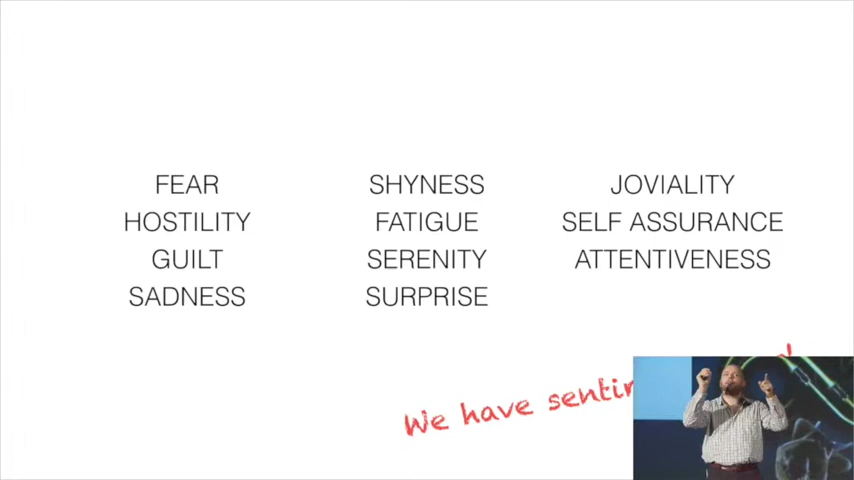 FEAR
HOSTILITY
GUILT
SADNESS
SHYNESS
FATIGUE
SERENITY
SURPRISE
JOVIALITY
SELF ASSURANCE
ATTENTIVENESS
We have